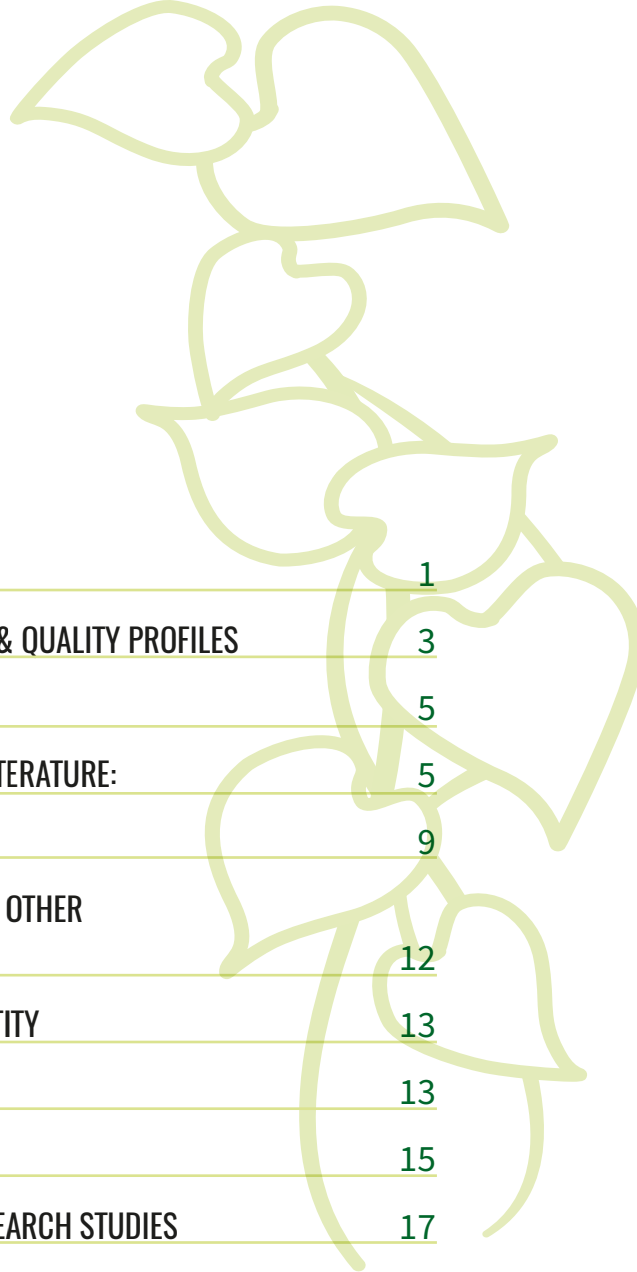 1
& QUALITY PROFILES 3
5
TERATURE: 5
9
OTHER
12
TITY 13
13
15
EARCH STUDIES 17